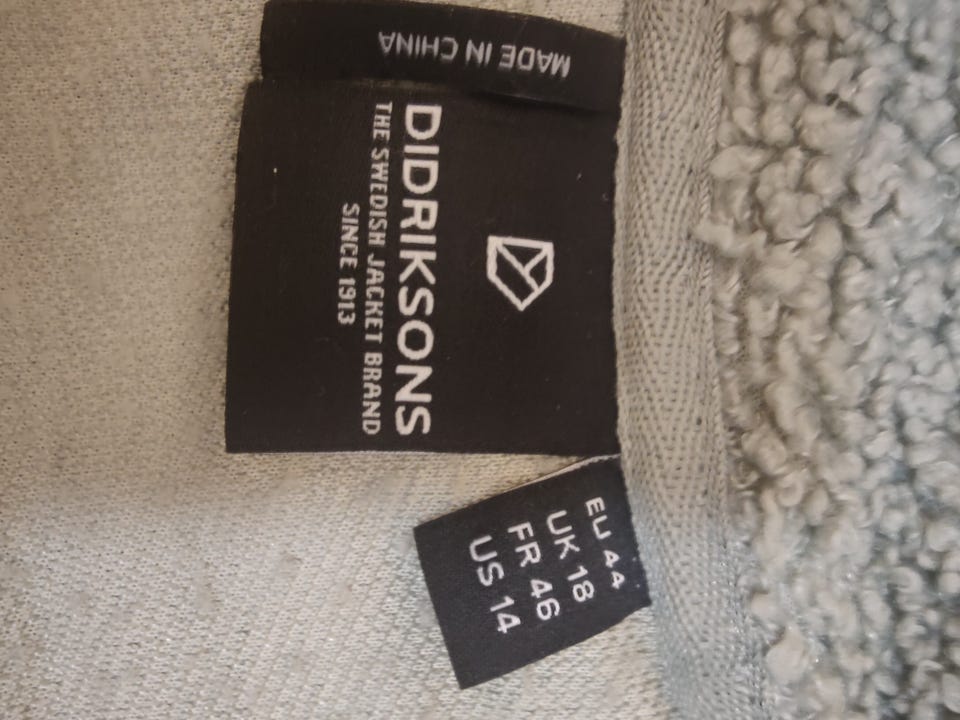 MADE IN CHINA
DIDRIKSONS
THE SWEDISH JACKET BRAND
SINCE 1913
EU 44
UK 18
FR 46
US 14